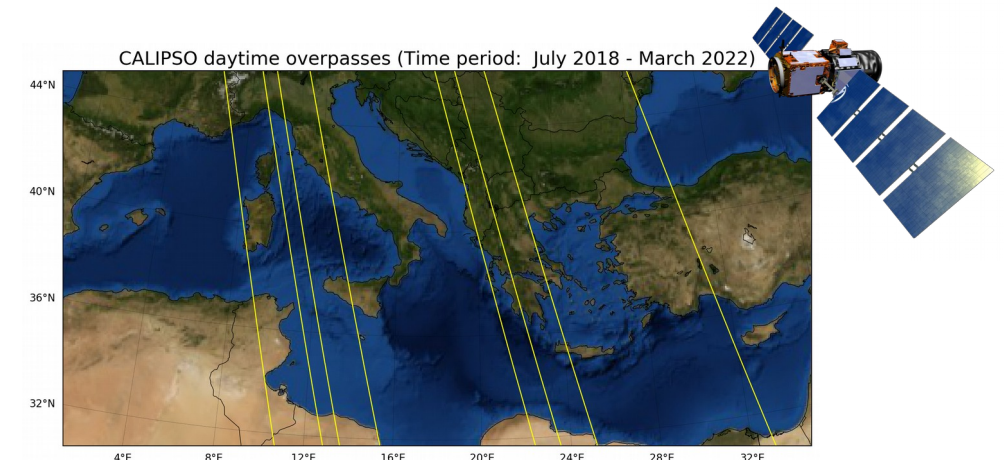 CALIPSO daytime overpasses (Time period:  July 2018 - March 2022)
44°N
40°N
36°N
32°N
4°E 8°E 12°E 16°E 20°E 24°E 28°E 32°E